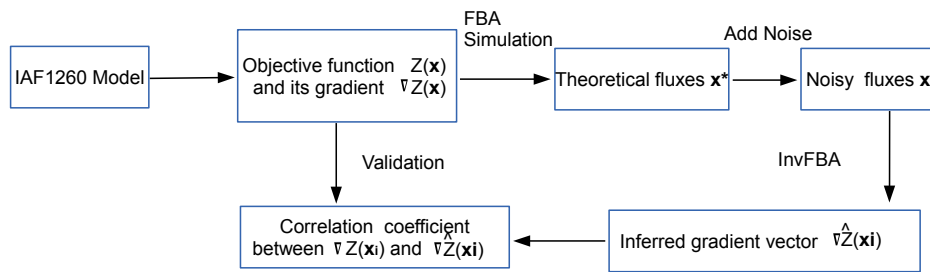 FBA
Simulation
Add Noise
IAF1260 Model
Objective function Z(x)
and its gradient ∇Z(x)
Theoretical fluxes x*
Noisy fluxes x
Validation
InvFBA
Correlation coefficient
between ∇Z(xi) and ∇Ẑ(xi)
Inferred gradient vector ∇Ẑ(xi)